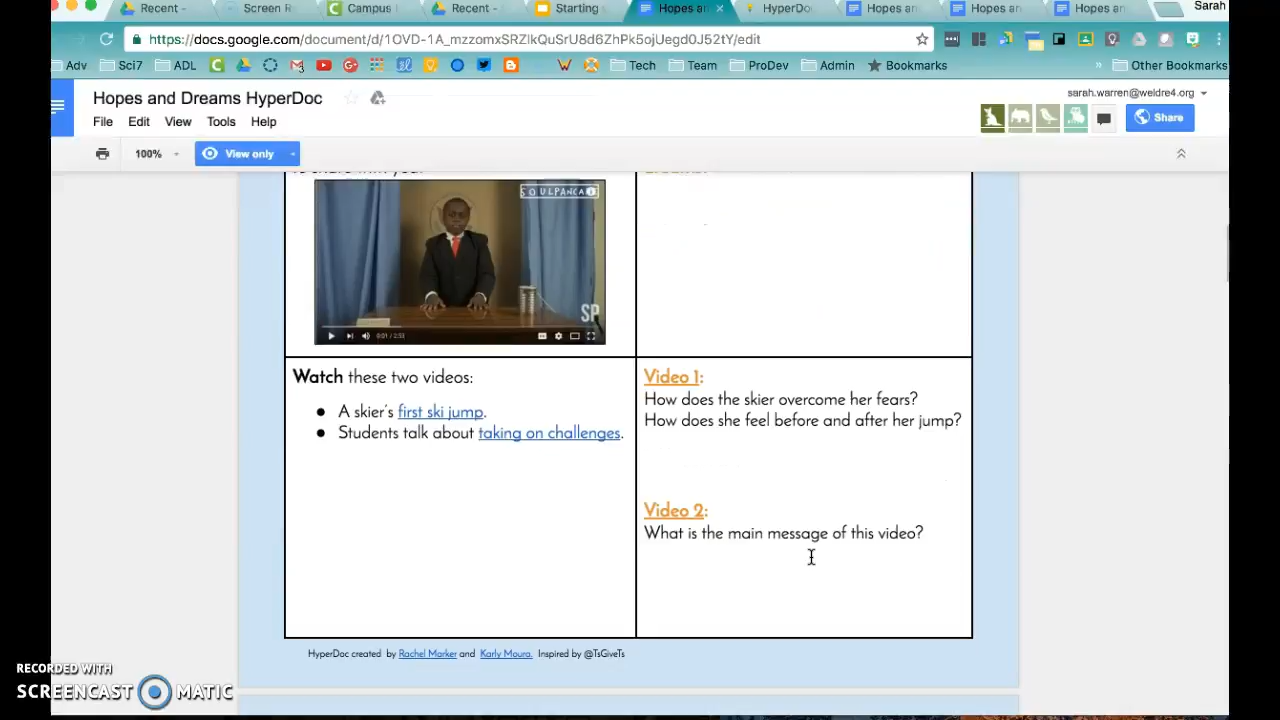 Recent -
Screen R
Campus
Recent -
Starting
Hopes an
HyperDo
Hopes an
Hopes an
Hopes an
Sarah
https://docs.google.com/document/d/1OVD-1A_mzzomxSRZlkQuSrU8d6ZhPk5ojUegd0J52tY/edit
Adv
Sci7
ADL
Tech
Team
ProDev
Admin
Bookmarks
» Other Bookmarks
Hopes and Dreams HyperDoc
sarah.warren@weldre4.org
File Edit View Tools Help
Share
100%
View only
SOULPANCA
SP
0:01 / 2:53
Watch these two videos:
● A skier's first ski jump.
● Students talk about taking on challenges.
Video 1:
How does the skier overcome her fears?
How does she feel before and after her jump?
Video 2:
What is the main message of this video?
HyperDoc created by Rachel Marker and Karly Moura. Inspired by @TsGiveTs
RECORDED WITH
SCREENCAST MATIC